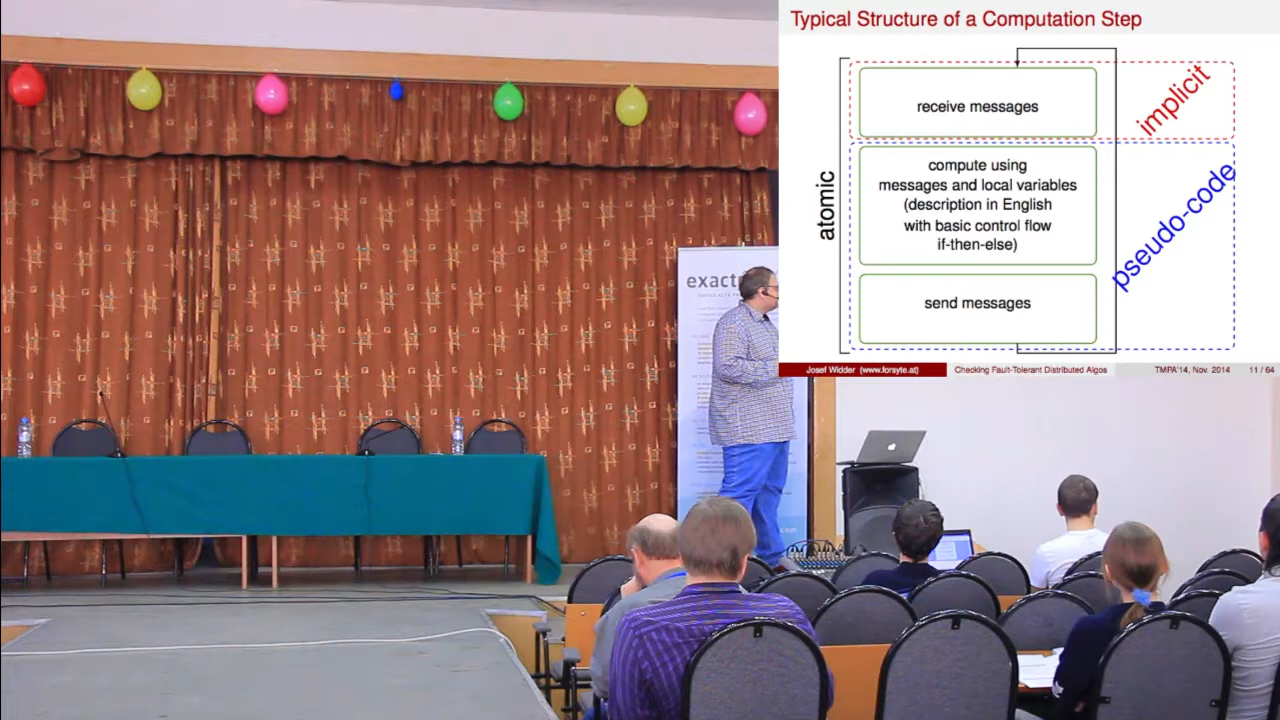 Typical Structure of a Computation Step
atomic
receive messages
implicit
compute using
messages and local variables
(description in English
with basic control flow
if-then-else)
pseudo-code
send messages
Josef Widder (www.forsyte.at)
Checking Fault-Tolerant Distributed Algos
TMPA'14, Nov. 2014
11 / 64